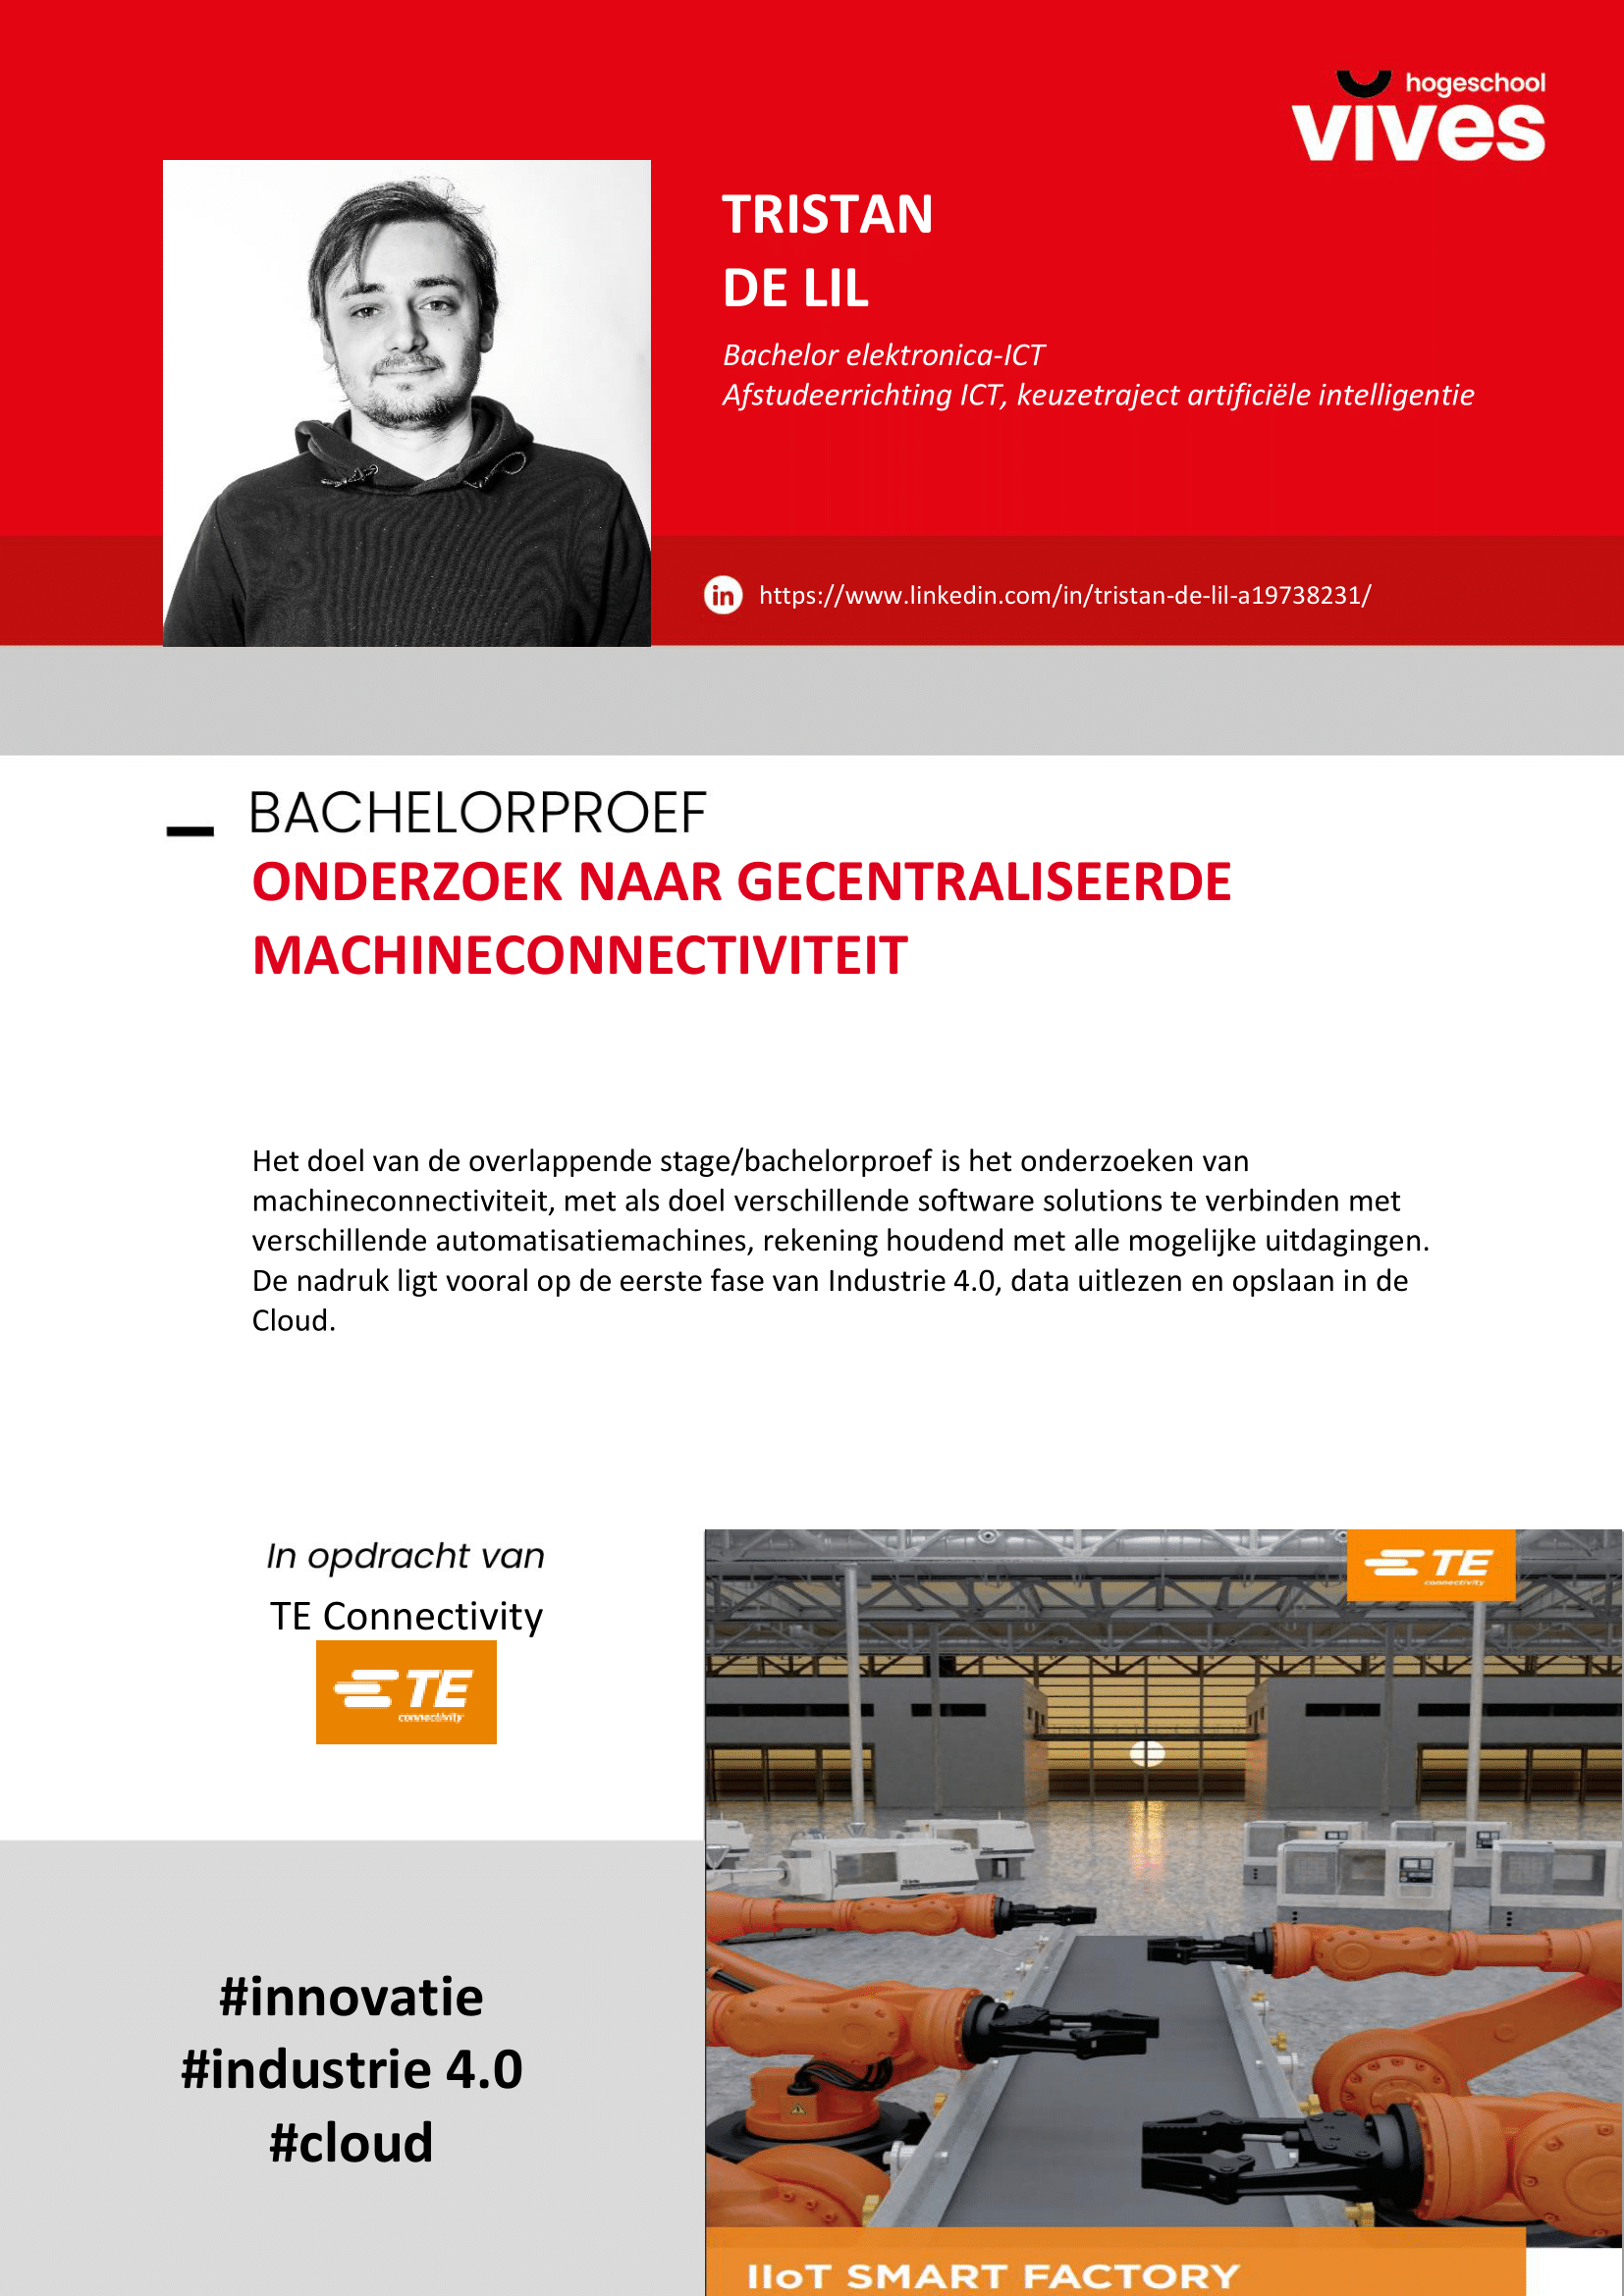 hogeschool
vives
TRISTAN
DE LIL
Bachelor elektronica-ICT
Afstudeerrichting ICT, keuzetraject artificiële intelligentie
in https://www.linkedin.com/in/tristan-de-lil-a19738231/
BACHELORPROEF
ONDERZOEK NAAR GECENTRALISEERDE
MACHINECONNECTIVITEIT
Het doel van de overlappende stage/bachelorproef is het onderzoeken van
machineconnectiviteit, met als doel verschillende software solutions te verbinden met
verschillende automatisatiemachines, rekening houdend met alle mogelijke uitdagingen.
De nadruk ligt vooral op de eerste fase van Industrie 4.0, data uitlezen en opslaan in de
Cloud.
In opdracht van
TE Connectivity
TE
connectivity
TE
connectivity
#innovatie
#industrie 4.0
#cloud
IIoT SMART FACTORY